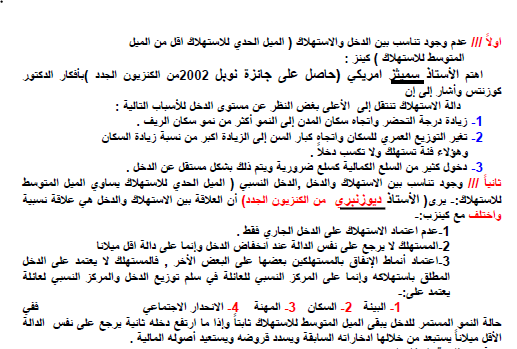 اولاً /// عدم وجود تناسب بين الدخل والاستهلاك ( الميل الحدي للاستهلاك اقل من الميل
المتوسط للاستهلاك ) كينز :
اهتم الأستاذ سميثز امريكي (حاصل على جائزة نوبل 2002من الكنزيون الجدد )بأفكار الدكتور
كوزنتس وأشار إلى إن
دالة الاستهلاك تنتقل إلى الأعلى بغض النظر عن مستوى الدخل للأسباب التالية :
1- زيادة درجة التحضر واتجاه سكان المدن إلى النمو أكثر من نمو سكان الريف .
2- تغير التوزيع العمري للسكان واتجاه كبار السن إلى الزيادة اكبر من نسبة زيادة السكان
وهؤلاء فئة تستهلك ولا تكسب دخلاً .
3- دخول كثير من السلع الكمالية كسلع ضرورية ويتم ذلك بشكل مستقل عن الدخل .
ثانياً /// وجود تناسب بين الاستهلاك والدخل ,الدخل النسبي ( الميل الحدي للاستهلاك يساوي الميل المتوسط
للاستهلاك:- يرى( الأستاذ ديوزنبري من الكنزيون الجدد) أن العلاقة بين الاستهلاك والدخل هي علاقة نسبية
واختلف مع كينزب:-
1-عدم اعتماد الاستهلاك على الدخل الجاري فقط .
2-المستهلك لا يرجع على نفس الدالة عند أنخفاض الدخل وإنما على دالة اقل ميلانا
3-اعتماد أنماط الإنفاق بالمستهلكين بعضها على البعض الأخر , فالمستهلك لا يعتمد على الدخل
المطلق باستهلاكه وإنما على المركز النسبي للعائلة في سلم توزيع الدخل والمركز النسبي لعائلة
يعتمد على:-
1- البيئة 2- السكان 3- المهنة 4- الانحدار الاجتماعي ففي
حالة النمو المستمر للدخل يبقى الميل المتوسط للاستهلاك ثابتاً وإذا ما ارتفع دخله ثانية يرجع على نفس الدالة
الأقل ميلاناً يستبعد من خلالها ادخاراته السابقة ويسدد قروضه ويستعيد أصوله المالية .